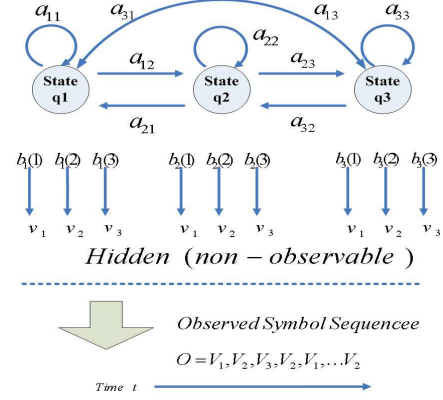 a31 a13
a11 a22 a33
a12 a23
State q1 State q2 State q3
a21 a32
b1(1) b1(2) b1(3) b2(1) b2(2) b2(3) b3(1) b3(2) b3(3)
v1 v2 v3 v1 v2 v3 v1 v2 v3
Hidden (non – observable )
Observed Symbol Sequencee
O = V1,V2,V3,V2,V1,...V2
Time t